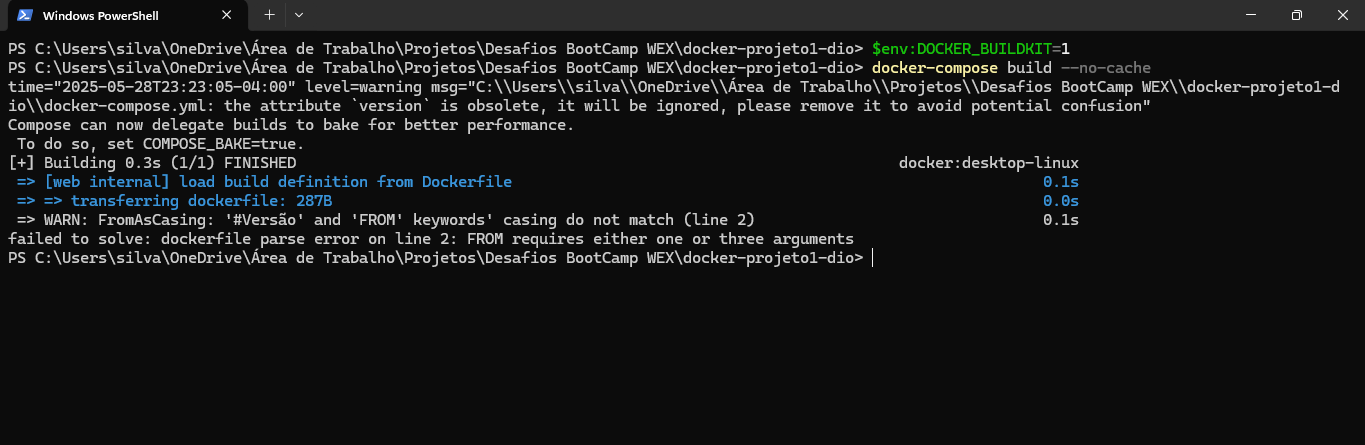 Windows PowerShell
PS C:\Users\silva\OneDrive\Área de Trabalho\Projetos\Desafios BootCamp WEX\docker-projeto1-dio> $env:DOCKER_BUILDKIT=1
PS C:\Users\silva\OneDrive\Área de Trabalho\Projetos\Desafios BootCamp WEX\docker-projeto1-dio> docker-compose build --no-cache
time="2025-05-28T23:23:05-04:00" level=warning msg="C:\\Users\\silva\\OneDrive\\Área de Trabalho\\Projetos\\Desafios BootCamp WEX\\docker-projeto1-d
io\\docker-compose.yml: the attribute `version` is obsolete, it will be ignored, please remove it to avoid potential confusion"
Compose can now delegate builds to bake for better performance.
 To do so, set COMPOSE_BAKE=true.
[+] Building 0.3s (1/1) FINISHED docker:desktop-linux
 => [web internal] load build definition from Dockerfile 0.1s
 => => transferring dockerfile: 287B 0.0s
 => WARN: FromAsCasing: '#Versão' and 'FROM' keywords' casing do not match (line 2) 0.1s
failed to solve: dockerfile parse error on line 2: FROM requires either one or three arguments
PS C:\Users\silva\OneDrive\Área de Trabalho\Projetos\Desafios BootCamp WEX\docker-projeto1-dio>